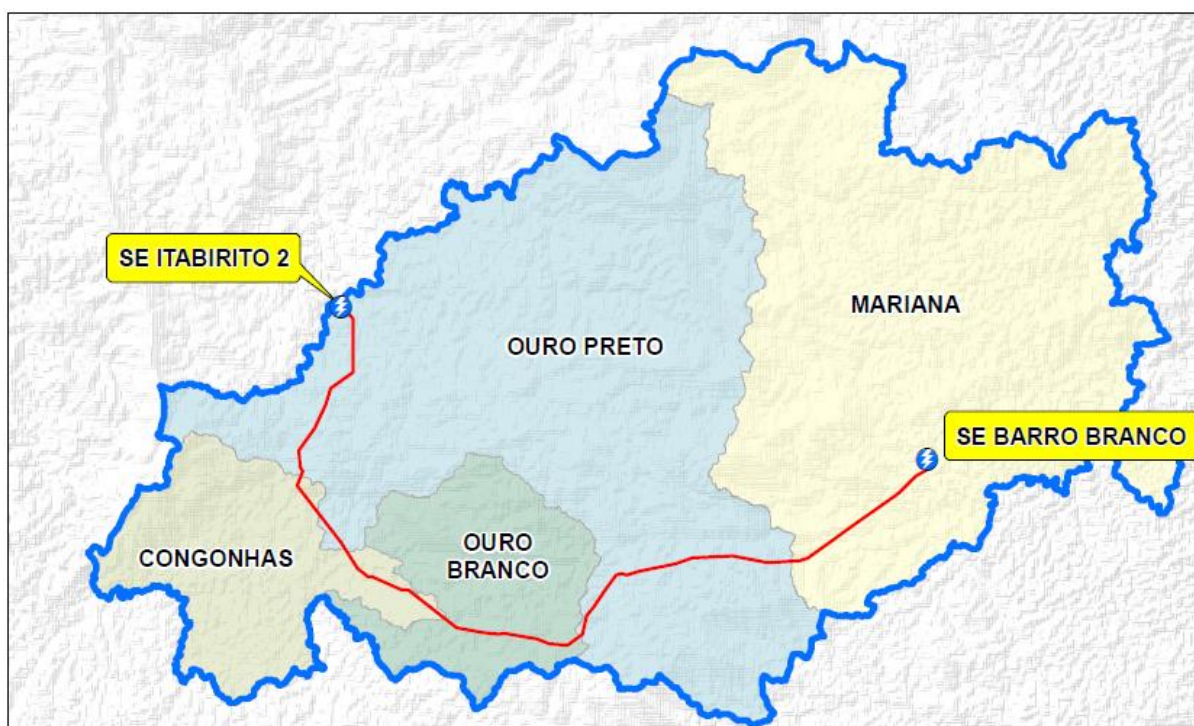 SE ITABIRITO 2
MARIANA
OURO PRETO
SE BARRO BRANCO
OURO
BRANCO
CONGONHAS